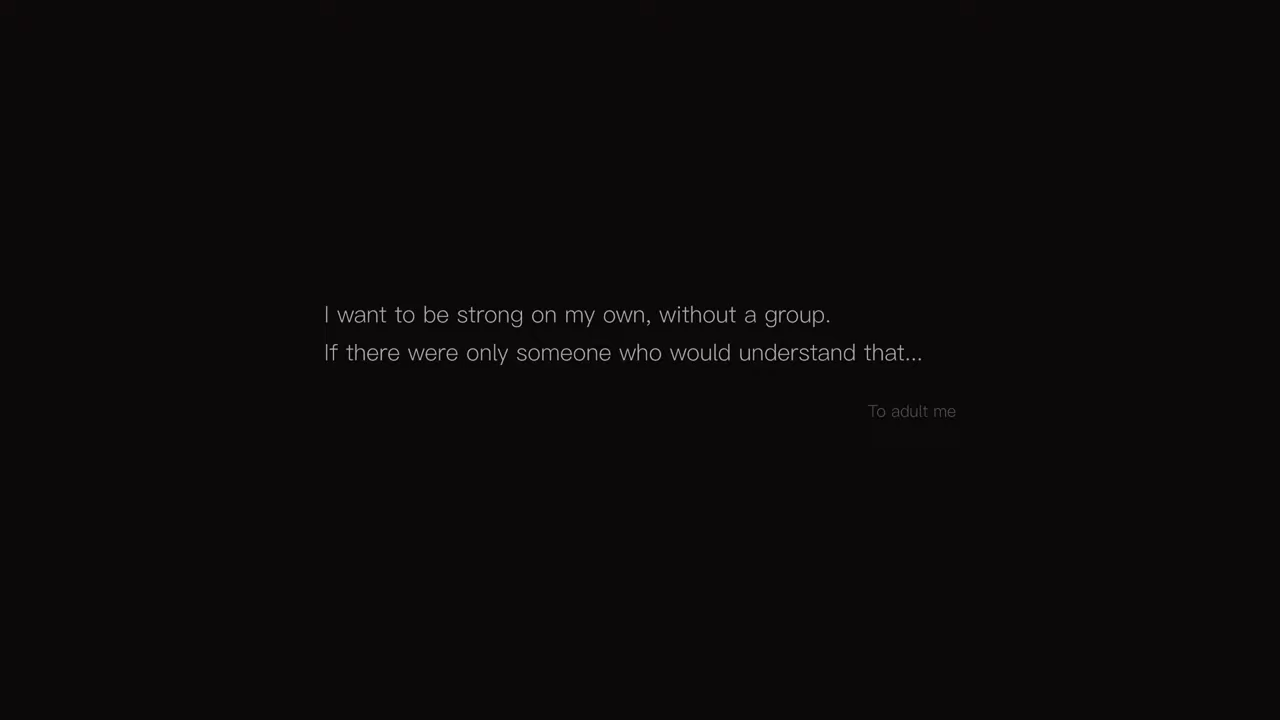 I want to be strong on my own, without a group.
If there were only someone who would understand that...
To adult me